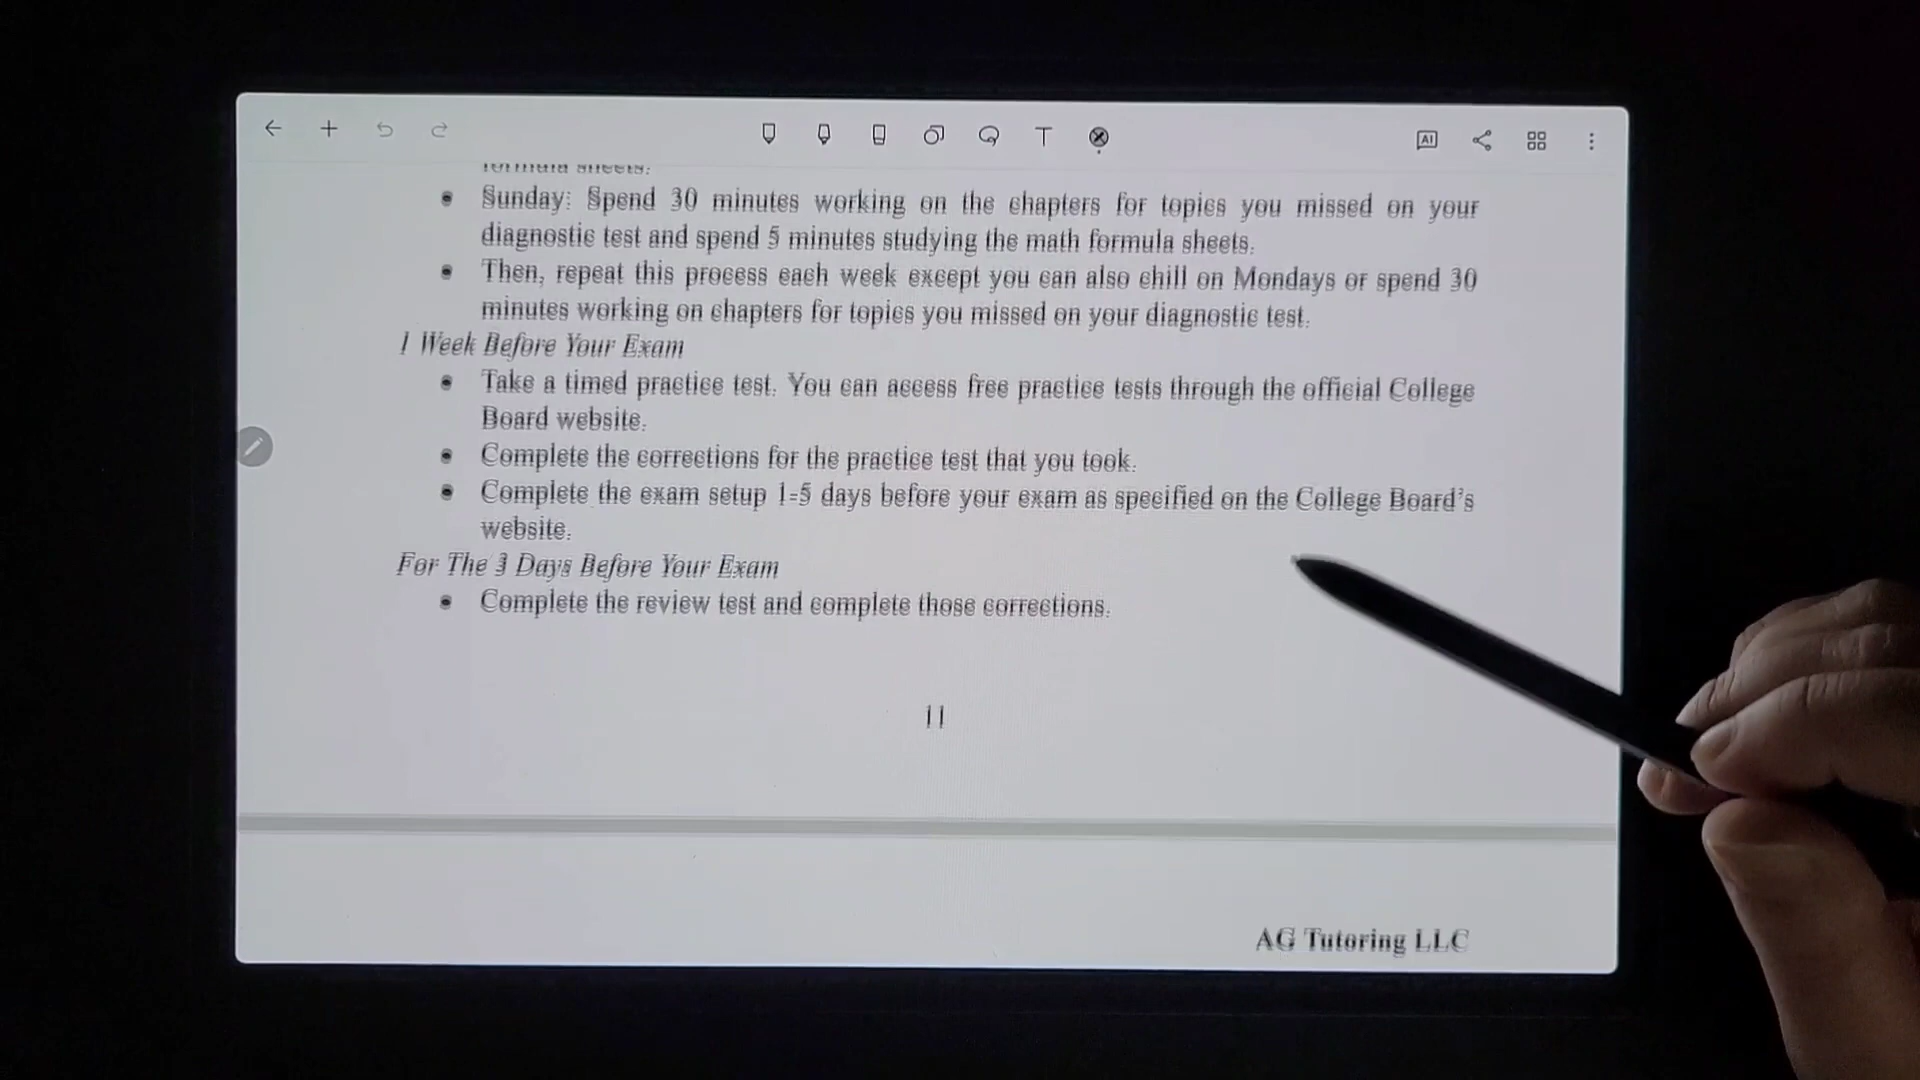 formula sheets.
• Sunday: Spend 30 minutes working on the chapters for topics you missed on your
diagnostic test and spend 5 minutes studying the math formula sheets.
• Then, repeat this process each week except you can also chill on Mondays or spend 30
minutes working on chapters for topics you missed on your diagnostic test.
1 Week Before Your Exam
• Take a timed practice test. You can access free practice tests through the official College
Board website.
• Complete the corrections for the practice test that you took.
• Complete the exam setup 1-5 days before your exam as specified on the College Board's
website.
For The 3 Days Before Your Exam
• Complete the review test and complete those corrections.
11
AG Tutoring LLC